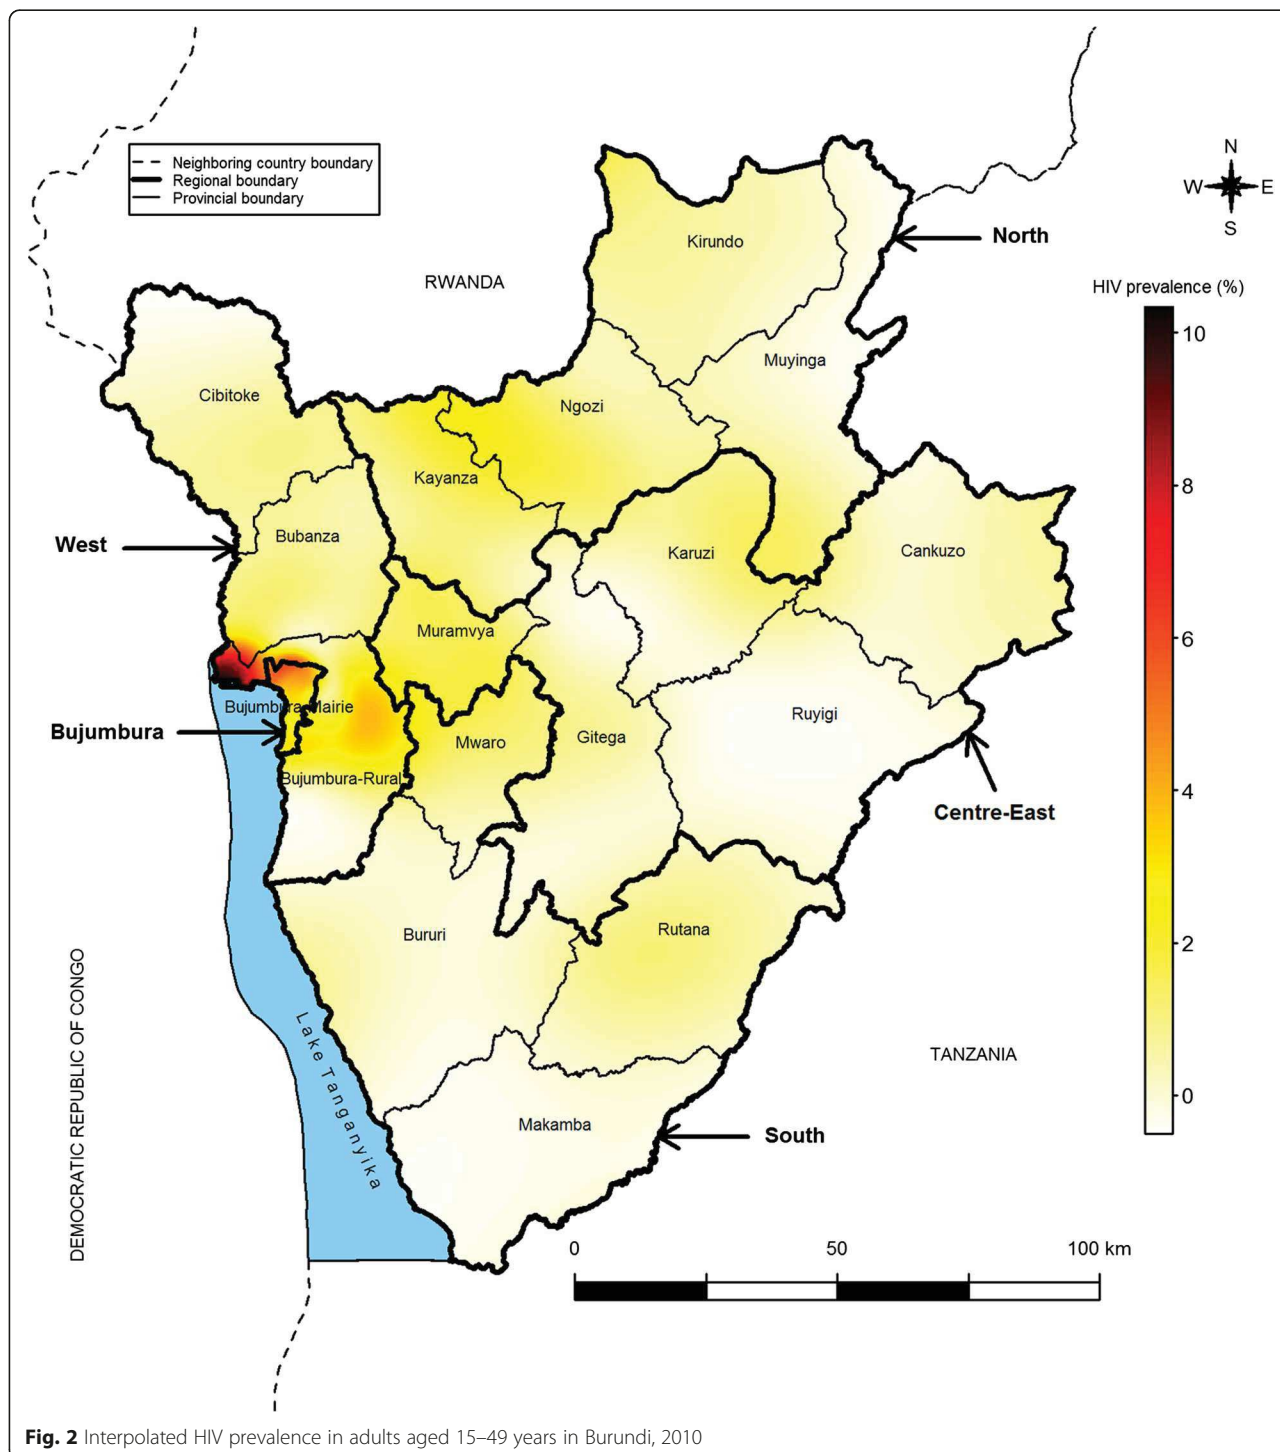 Neighboring country boundary
Regional boundary
Provincial boundary
N
W E
S
North
Kirundo
RWANDA
HIV prevalence (%)
10
8
6
4
2
0
Muyinga
Cibitoke
Ngozi
Kayanza
Bubanza
West
Karuzi
Cankuzo
Muramvya
Bujumbura-Mairie
Bujumbura
Mwaro
Gitega
Ruyigi
Bujumbura-Rural
Centre-East
Bururi
Rutana
DEMOCRATIC REPUBLIC OF CONGO
Lake Tanganyika
TANZANIA
Makamba
South
0 50 100 km
Fig. 2 Interpolated HIV prevalence in adults aged 15–49 years in Burundi, 2010